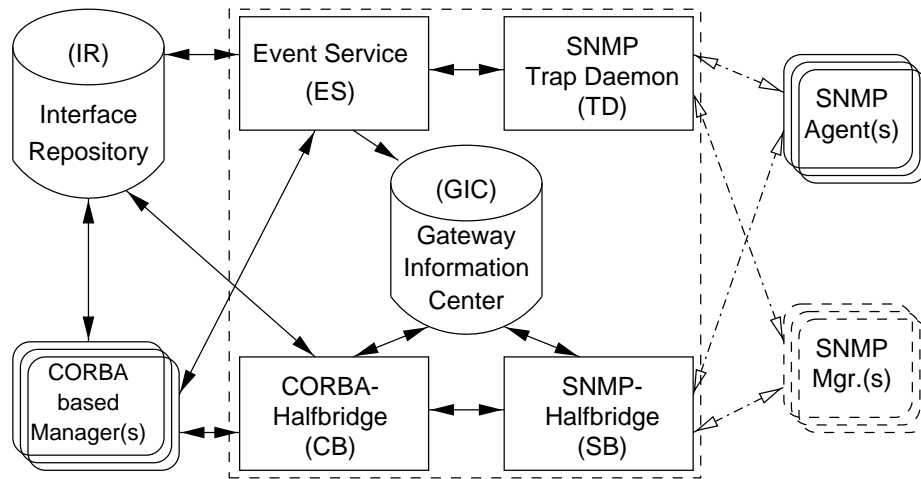 (IR)
Interface
Repository
Event Service
(ES)
SNMP
Trap Daemon
(TD)
SNMP
Agent(s)
(GIC)
Gateway
Information
Center
CORBA
based
Manager(s)
CORBA-
Halfbridge
(CB)
SNMP-
Halfbridge
(SB)
SNMP
Mgr.(s)